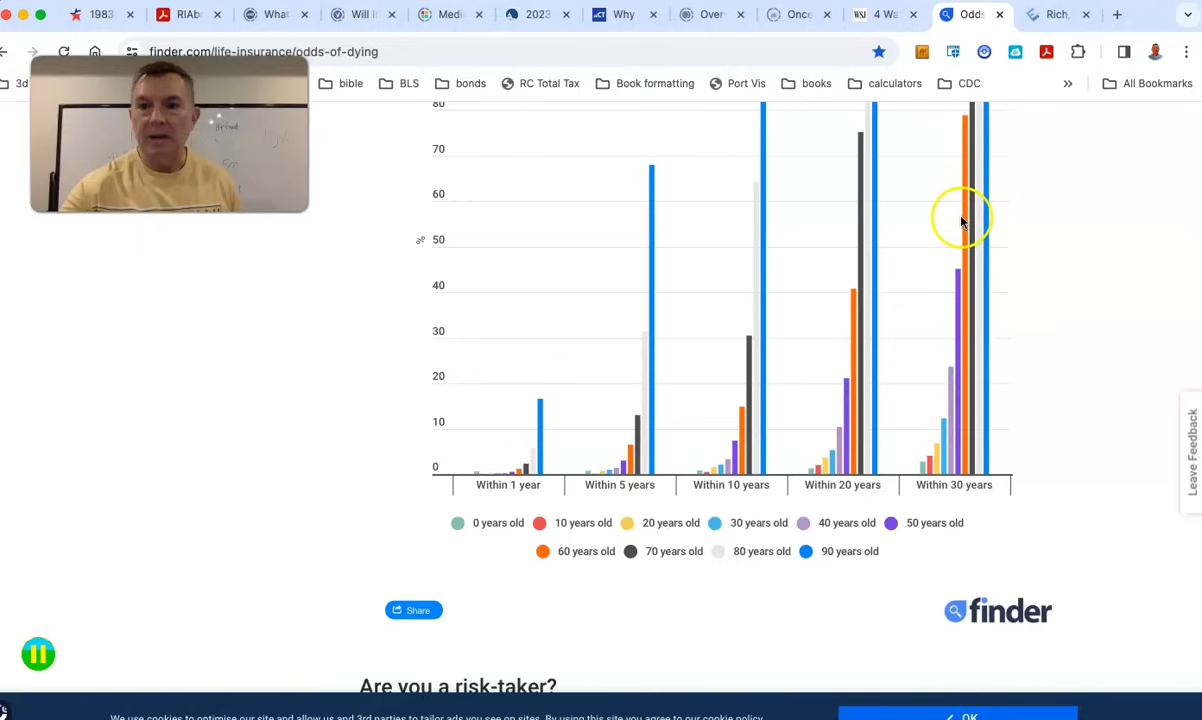 1983
RIAb
What
Will I
Medi
2023
Why
Over
Once
4 Wa
Odds
Rich,
finder.com/life-insurance/odds-of-dying
3d
bible
BLS
bonds
RC Total Tax
Book formatting
Port Vis
books
calculators
CDC
All Bookmarks
80
70
60
50
%
40
30
20
10
0
Within 1 year
Within 5 years
Within 10 years
Within 20 years
Within 30 years
0 years old
10 years old
20 years old
30 years old
40 years old
50 years old
60 years old
70 years old
80 years old
90 years old
Leave Feedback
Share
finder
Are you a risk-taker?
We use cookies to optimise our site and allow us and 3rd parties to tailor ads you see on sites. By using this site you agree to our cookie policy
OK